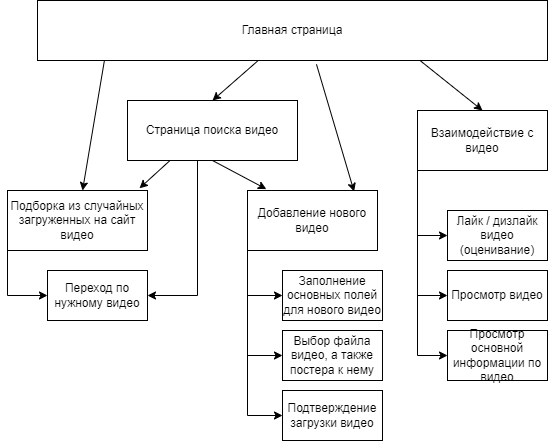 Главная страница
Страница поиска видео
Взаимодействие с
видео
Подборка из случайных
загруженных на сайт
видео
Добавление нового
видео
Лайк / дизлайк
видео
(оценивание)
Переход по
нужному видео
Заполнение
основных полей
для нового видео
Просмотр видео
Выбор файла
видео, а также
постера к нему
Просмотр
основной
информации по
видео
Подтверждение
загрузки видео